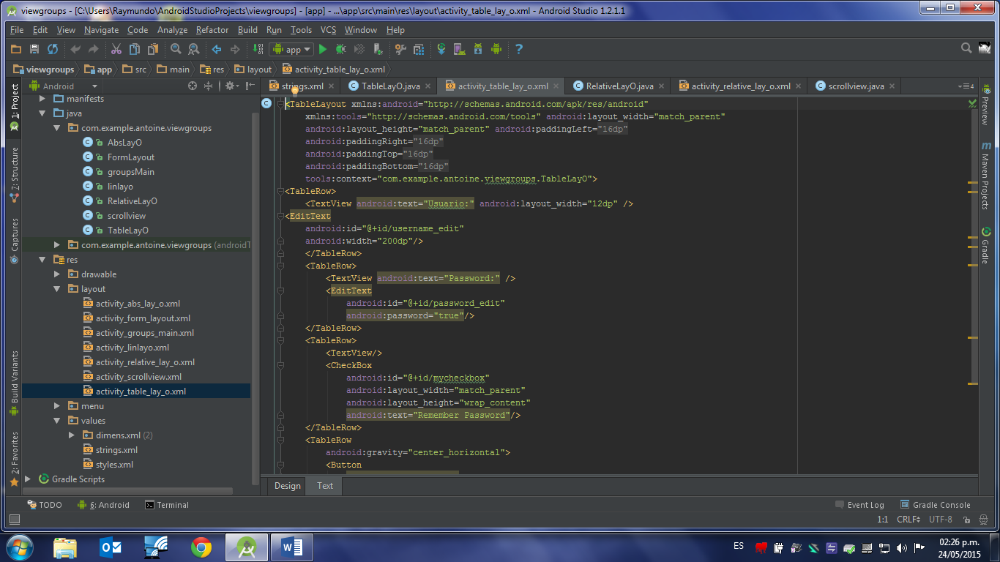 viewgroups - [C:\Users\Raymundo\AndroidStudioProjects\viewgroups] - [app] - ...\app\src\main\res\layout\activity_table_lay_o.xml - Android Studio 1.2.1.1
File Edit View Navigate Code Analyze Refactor Build Run Tools VCS Window Help
app
viewgroups app src main res layout activity_table_lay_o.xml
Android
strings.xml TableLayO.java activity_table_lay_o.xml RelativeLayO.java activity_relative_lay_o.xml scrollview.java
1: Project
7: Structure
Captures
Build Variants
2: Favorites
manifests
java
com.example.antoine.viewgroups
AbsLayO
FormLayout
groupsMain
linlayo
RelativeLayO
scrollview
TableLayO
com.example.antoine.viewgroups (androidT
res
drawable
layout
activity_abs_lay_o.xml
activity_form_layout.xml
activity_groups_main.xml
activity_linlayo.xml
activity_relative_lay_o.xml
activity_scrollview.xml
activity_table_lay_o.xml
menu
values
dimens.xml (2)
strings.xml
styles.xml
Gradle Scripts
<TableLayout xmlns:android="http://schemas.android.com/apk/res/android"
xmlns:tools="http://schemas.android.com/tools" android:layout_width="match_parent"
android:layout_height="match_parent" android:paddingLeft="16dp"
android:paddingRight="16dp"
android:paddingTop="16dp"
android:paddingBottom="16dp"
tools:context="com.example.antoine.viewgroups.TableLayO">
<TableRow>
<TextView android:text="Usuario:" android:layout_width="12dp" />
<EditText
android:id="@+id/username_edit"
android:width="200dp"/>
</TableRow>
<TableRow>
<TextView android:text="Password:" />
<EditText
android:id="@+id/password_edit"
android:password="true"/>
</TableRow>
<TableRow>
<TextView/>
<CheckBox
android:id="@+id/mycheckbox"
android:layout_width="match_parent"
android:layout_height="wrap_content"
android:text="Remember Password"/>
</TableRow>
<TableRow
android:gravity="center_horizontal">
<Button
Preview
Maven Projects
Gradle
Design Text
TODO 6: Android Terminal Event Log Gradle Console
1:1 CRLF UTF-8
ES
02:26 p.m.
24/05/2015